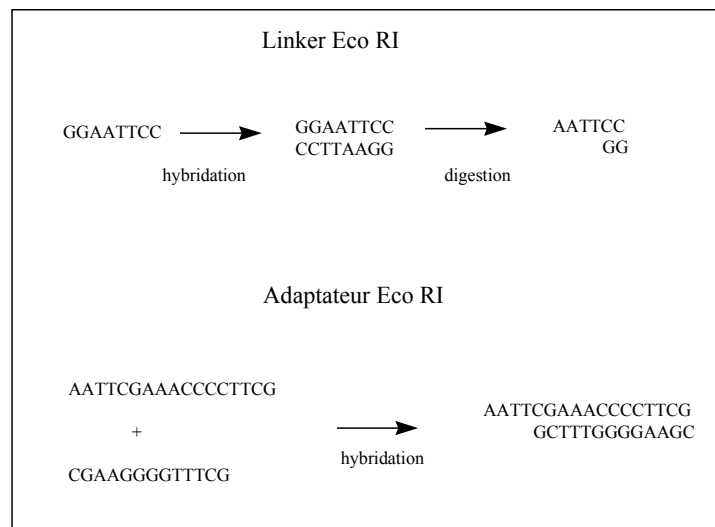 Linker Eco RI
GGAATTCC
GGAATTCC
CCTTAAGG
AATTCC
GG
hybridation
digestion
Adaptateur Eco RI
AATTCGAAACCCCTTCG
+
CGAAGGGGTTTCG
hybridation
AATTCGAAACCCCTTCG
GCTTTGGGGAAGC